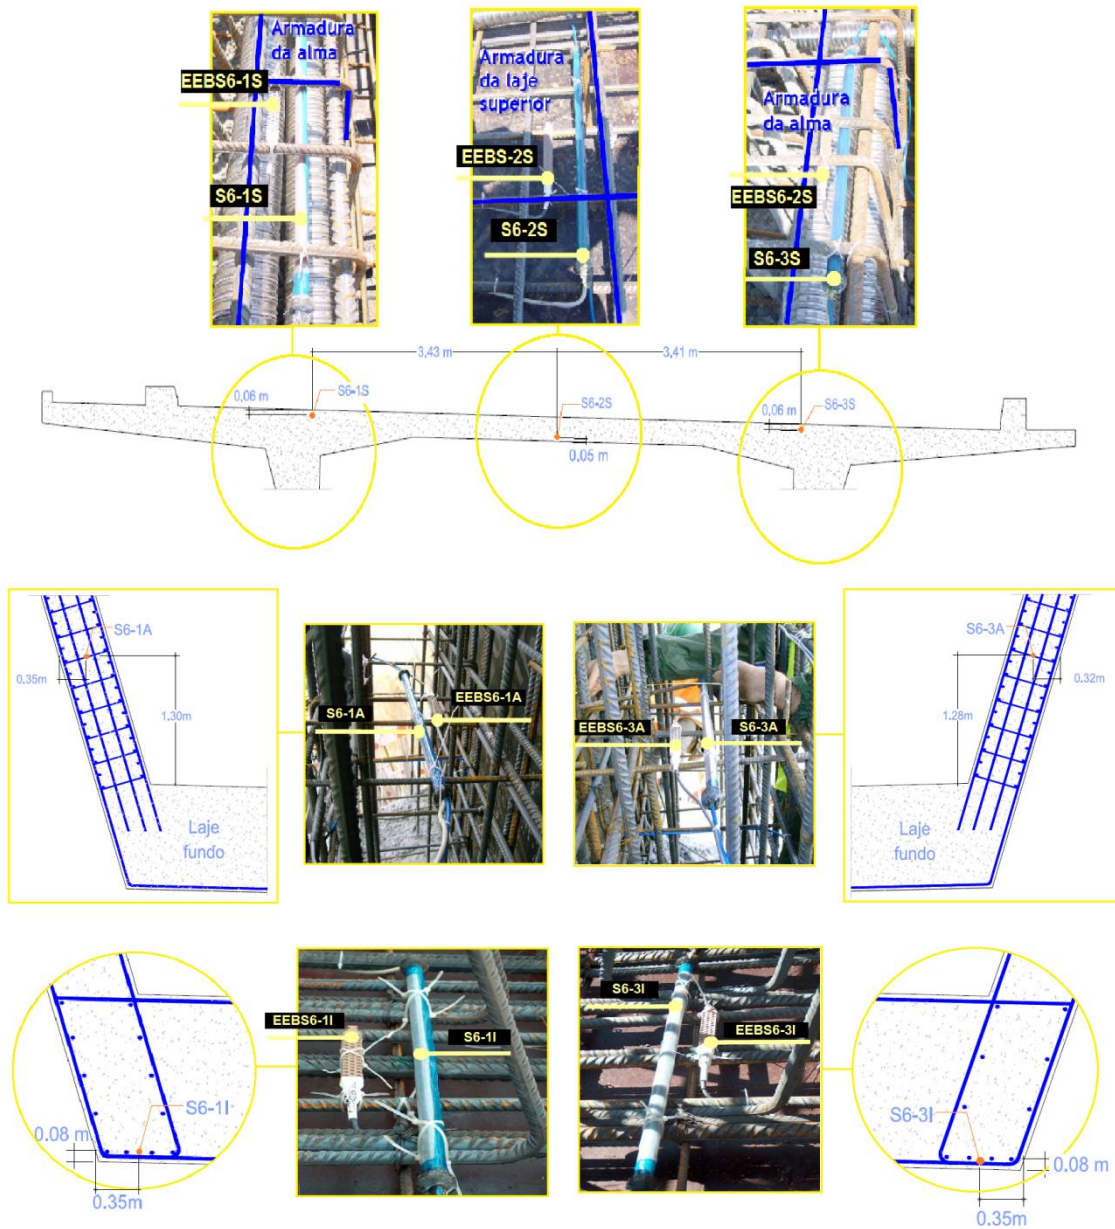 Armadura
da alma
EEBS6-1S
S6-1S
Armadura
da laje
superior
EEBS-2S
S6-2S
Armadura
da alma
EEBS6-2S
S6-3S
3,43 m
3,41 m
0,06 m
S6-1S
S6-2S
0,06 m
S6-3S
0,05 m
S6-1A
0.35m
1.30m
Laje
fundo
S6-1A
EEBS6-1A
EEBS6-3A
S6-3A
S6-3A
0.32m
1.28m
Laje
fundo
S6-1I
0.08 m
0.35m
EEBS6-1I
S6-1I
S6-3I
EEBS6-3I
S6-3I
0.08 m
0.35m